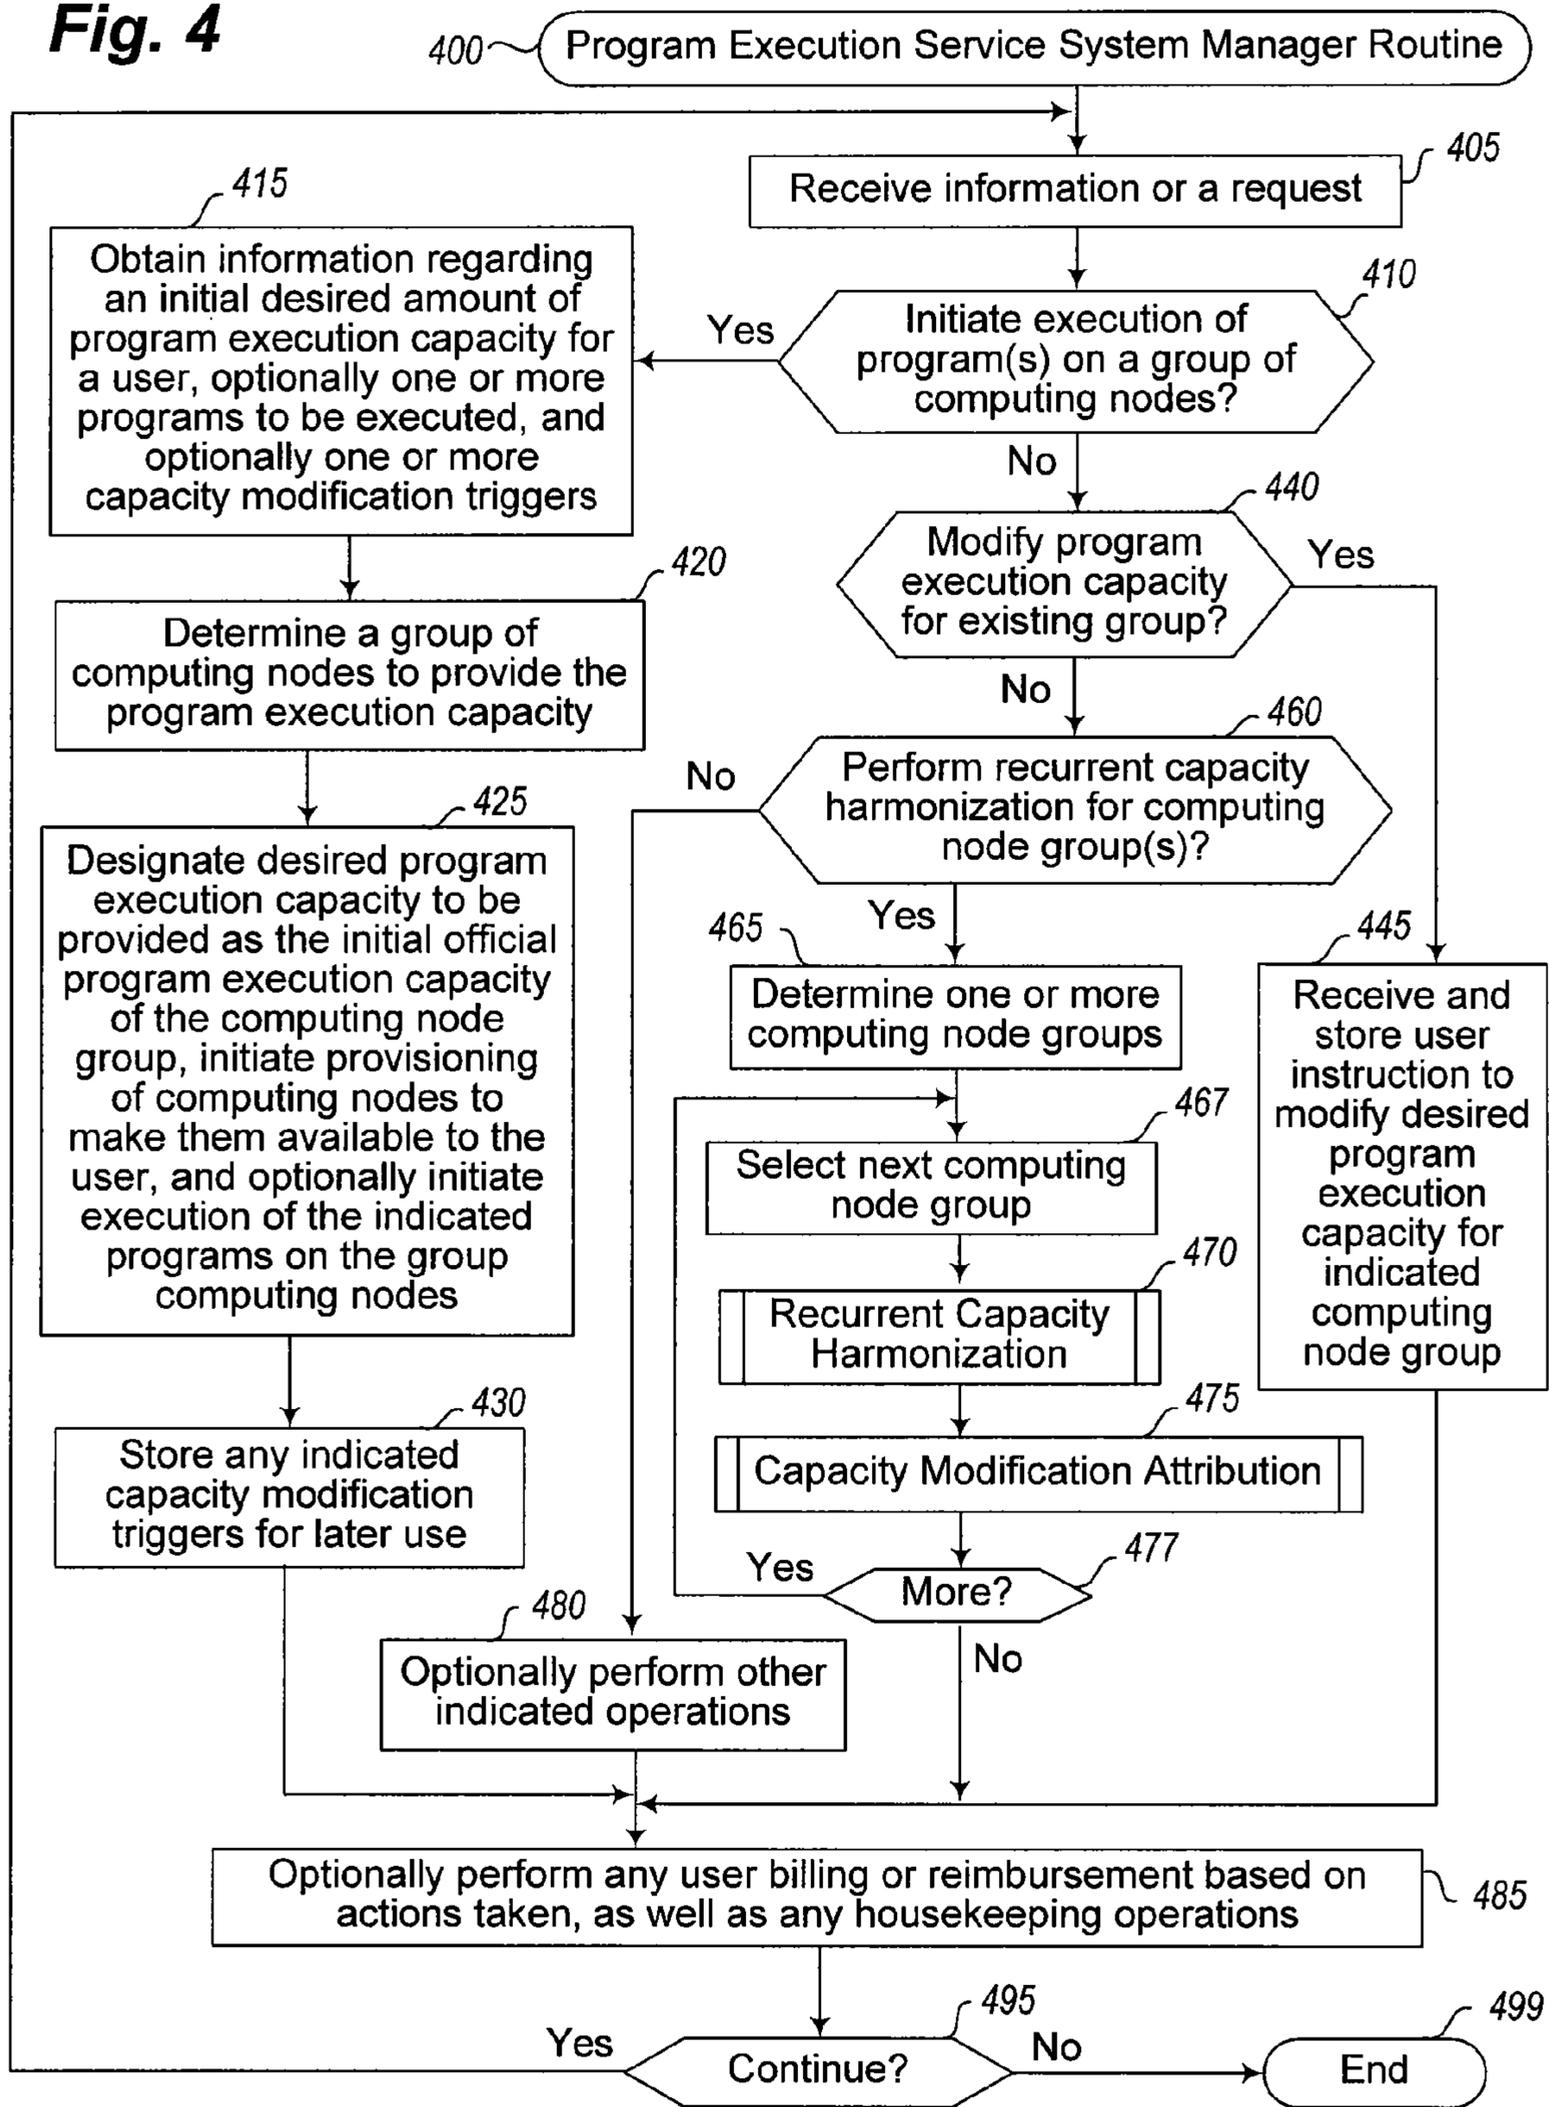 Fig. 4
400
Program Execution Service System Manager Routine
405
Receive information or a request
415
Obtain information regarding
an initial desired amount of
program execution capacity for
a user, optionally one or more
programs to be executed, and
optionally one or more
capacity modification triggers
410
Initiate execution of
program(s) on a group of
computing nodes?
Yes
No
440
Modify program
execution capacity
for existing group?
Yes
No
420
Determine a group of
computing nodes to provide the
program execution capacity
460
Perform recurrent capacity
harmonization for computing
node group(s)?
No
Yes
425
Designate desired program
execution capacity to be
provided as the initial official
program execution capacity
of the computing node
group, initiate provisioning
of computing nodes to
make them available to the
user, and optionally initiate
execution of the indicated
programs on the group
computing nodes
465
Determine one or more
computing node groups
445
Receive and
store user
instruction to
modify desired
program
execution
capacity for
indicated
computing
node group
467
Select next computing
node group
470
Recurrent Capacity
Harmonization
475
Capacity Modification Attribution
430
Store any indicated
capacity modification
triggers for later use
477
More?
Yes
No
480
Optionally perform other
indicated operations
485
Optionally perform any user billing or reimbursement based on
actions taken, as well as any housekeeping operations
495
Continue?
Yes
No
499
End